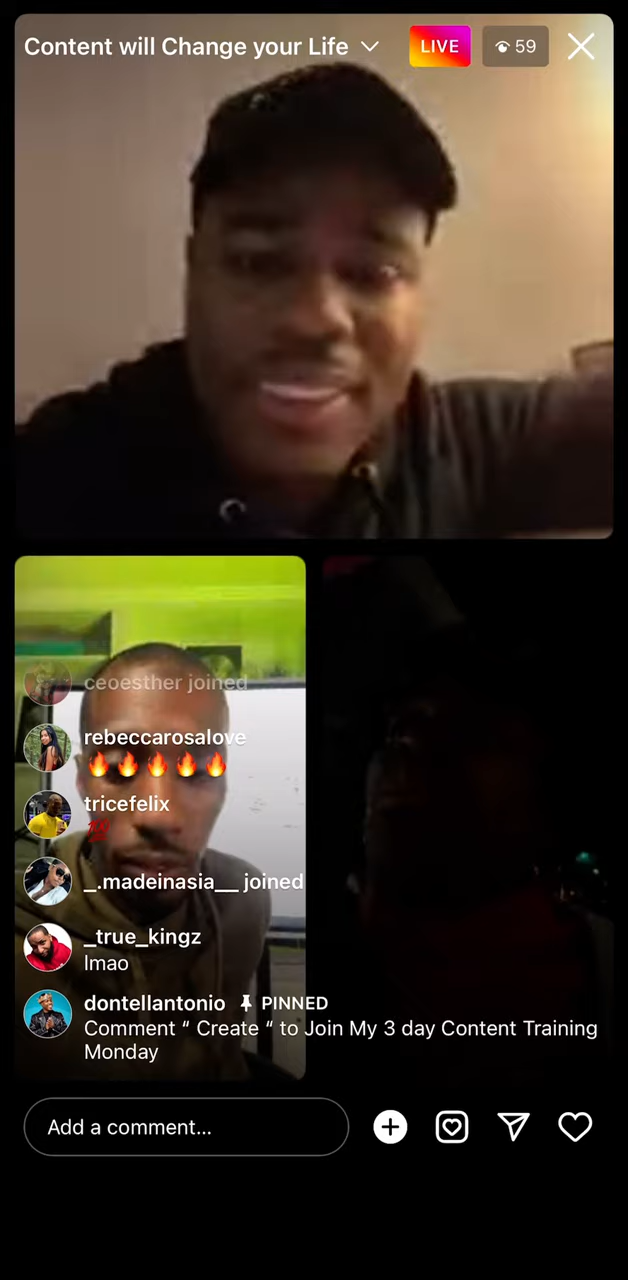 Content will Change your Life
LIVE
59
ceoesther joined
rebeccarosalove
🔥🔥🔥🔥🔥
tricefelix
💯
__.madeinasia__ joined
_true_kingz
lmao
dontellantonio PINNED
Comment “ Create “ to Join My 3 day Content Training
Monday
Add a comment...